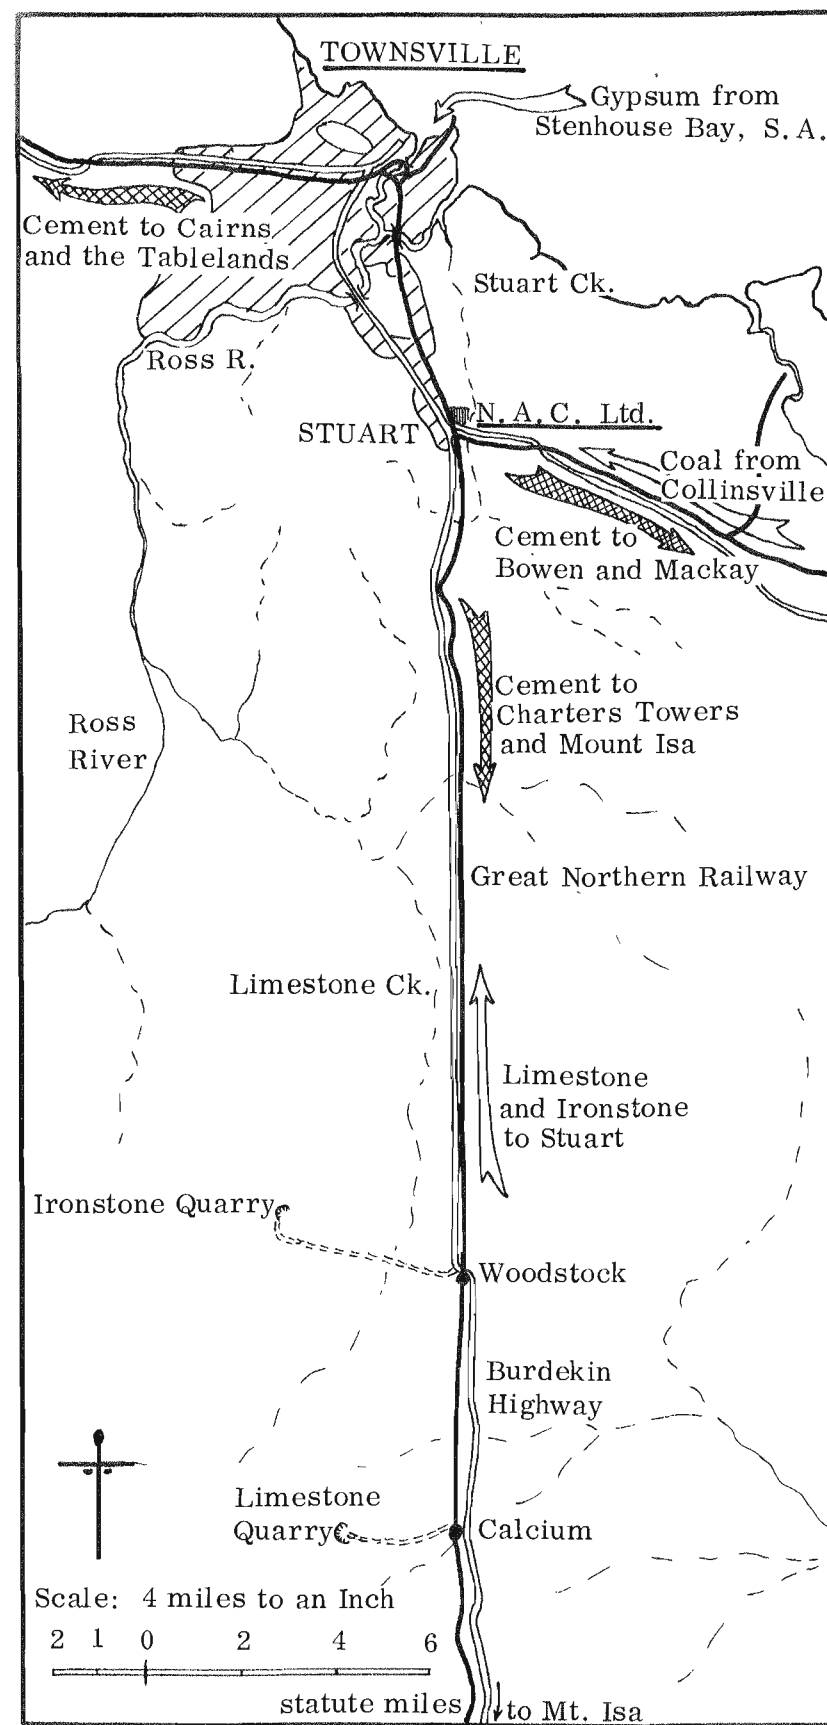 TOWNSVILLE
Gypsum from
Stenhouse Bay, S.A.
Cement to Cairns
and the Tablelands
Stuart Ck.
Ross R.
N.A.C. Ltd.
STUART
Coal from
Collinsville
Cement to
Bowen and Mackay
Cement to
Charters Towers
and Mount Isa
Ross
River
Great Northern Railway
Limestone Ck.
Limestone
and Ironstone
to Stuart
Ironstone Quarry
Woodstock
Burdekin
Highway
Limestone
Quarry
Calcium
Scale: 4 miles to an Inch
2 1 0 2 4 6
statute miles
to Mt. Isa